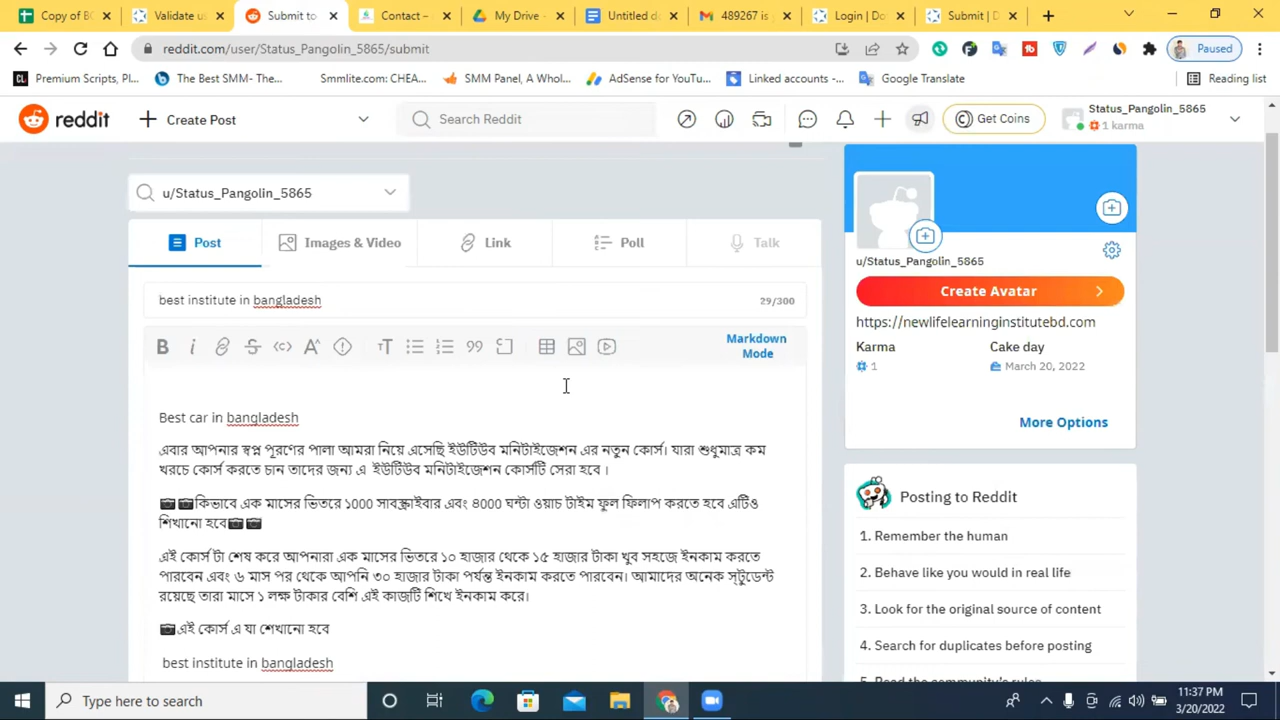 Copy of BC
Validate us
Submit to
Contact –
My Drive -
Untitled d
489267 is
Login | Do
Submit | D
reddit.com/user/Status_Pangolin_5865/submit
Paused
Premium Scripts, Pl...
The Best SMM- The...
Smmlite.com: CHEA...
SMM Panel, A Whol...
AdSense for YouTu...
Linked accounts -...
Google Translate
Reading list
reddit
Create Post
Search Reddit
Get Coins
Status_Pangolin_5865
1 karma
u/Status_Pangolin_5865
Post
Images & Video
Link
Poll
Talk
best institute in bangladesh
29/300
Markdown
Mode
Best car in bangladesh
এবার আপনার স্বপ্ন পূরণের পালা আমরা নিয়ে এসেছি ইউটিউব মনিটাইজেশন এর নতুন কোর্স। যারা শুধুমাত্র কম
খরচে কোর্স করতে চান তাদের জন্য এ ইউটিউব মনিটাইজেশন কোর্সটি সেরা হবে ।
📷📷কিভাবে এক মাসের ভিতরে ১০০০ সাবস্ক্রাইবার এবং ৪০০০ ঘন্টা ওয়াচ টাইম ফুল ফিলাপ করতে হবে এটিও
শিখানো হবে📷📷
এই কোর্স টা শেষ করে আপনারা এক মাসের ভিতরে ১০ হাজার থেকে ১৫ হাজার টাকা খুব সহজে ইনকাম করতে
পারবেন এবং ৬ মাস পর থেকে আপনি ৩০ হাজার টাকা পর্যন্ত ইনকাম করতে পারবেন। আমাদের অনেক স্টুডেন্ট
রয়েছে তারা মাসে ১ লক্ষ টাকার বেশি এই কাজটি শিখে ইনকাম করে।
📷এই কোর্স এ যা শেখানো হবে
best institute in bangladesh
u/Status_Pangolin_5865
Create Avatar
https://newlifelearninginstitutebd.com
Karma
Cake day
1
March 20, 2022
More Options
Posting to Reddit
1. Remember the human
2. Behave like you would in real life
3. Look for the original source of content
4. Search for duplicates before posting
5. Read the community's rules
Type here to search
11:37 PM
3/20/2022